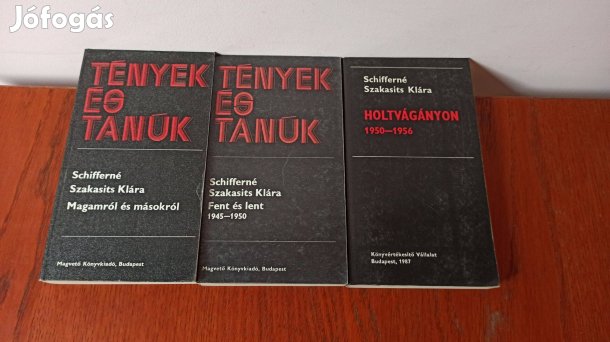 Jófogás
TÉNYEK
ÉS
TANÚK
Schifferné
Szakasits Klára
Magamról és másokról
Magvető Könyvkiadó, Budapest
TÉNYEK
ÉS
TANÚK
Schifferné
Szakasits Klára
Fent és lent
1945—1950
Magvető Könyvkiadó, Budapest
Schifferné
Szakasits Klára
HOLTVÁGÁNYON
1950—1956
Könyvértékesítő Vállalat
Budapest, 1987